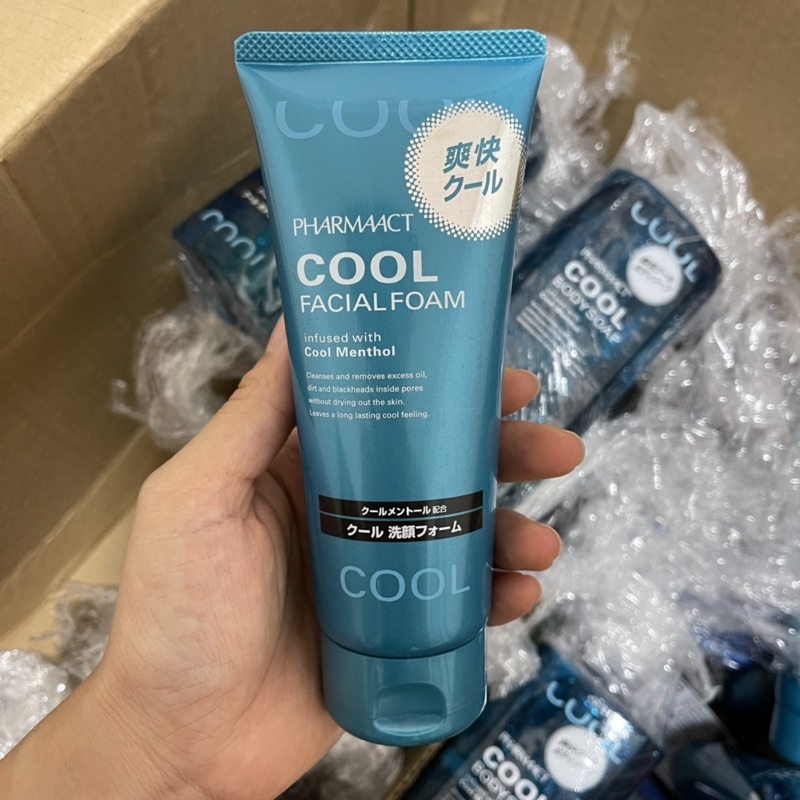 COOL
爽快
クール
PHARMAACT
COOL
FACIAL FOAM
infused with
Cool Menthol
Cleanses and removes excess oil,
dirt and blackheads inside pores
without drying out the skin.
Leaves a long lasting cool feeling.
クールメントール配合
クール 洗顔フォーム
COOL
COOL
COOL
PHARMAACT
COOL
BODY SOAP
COOL
PHARMAACT
COOL
BODY SOAP